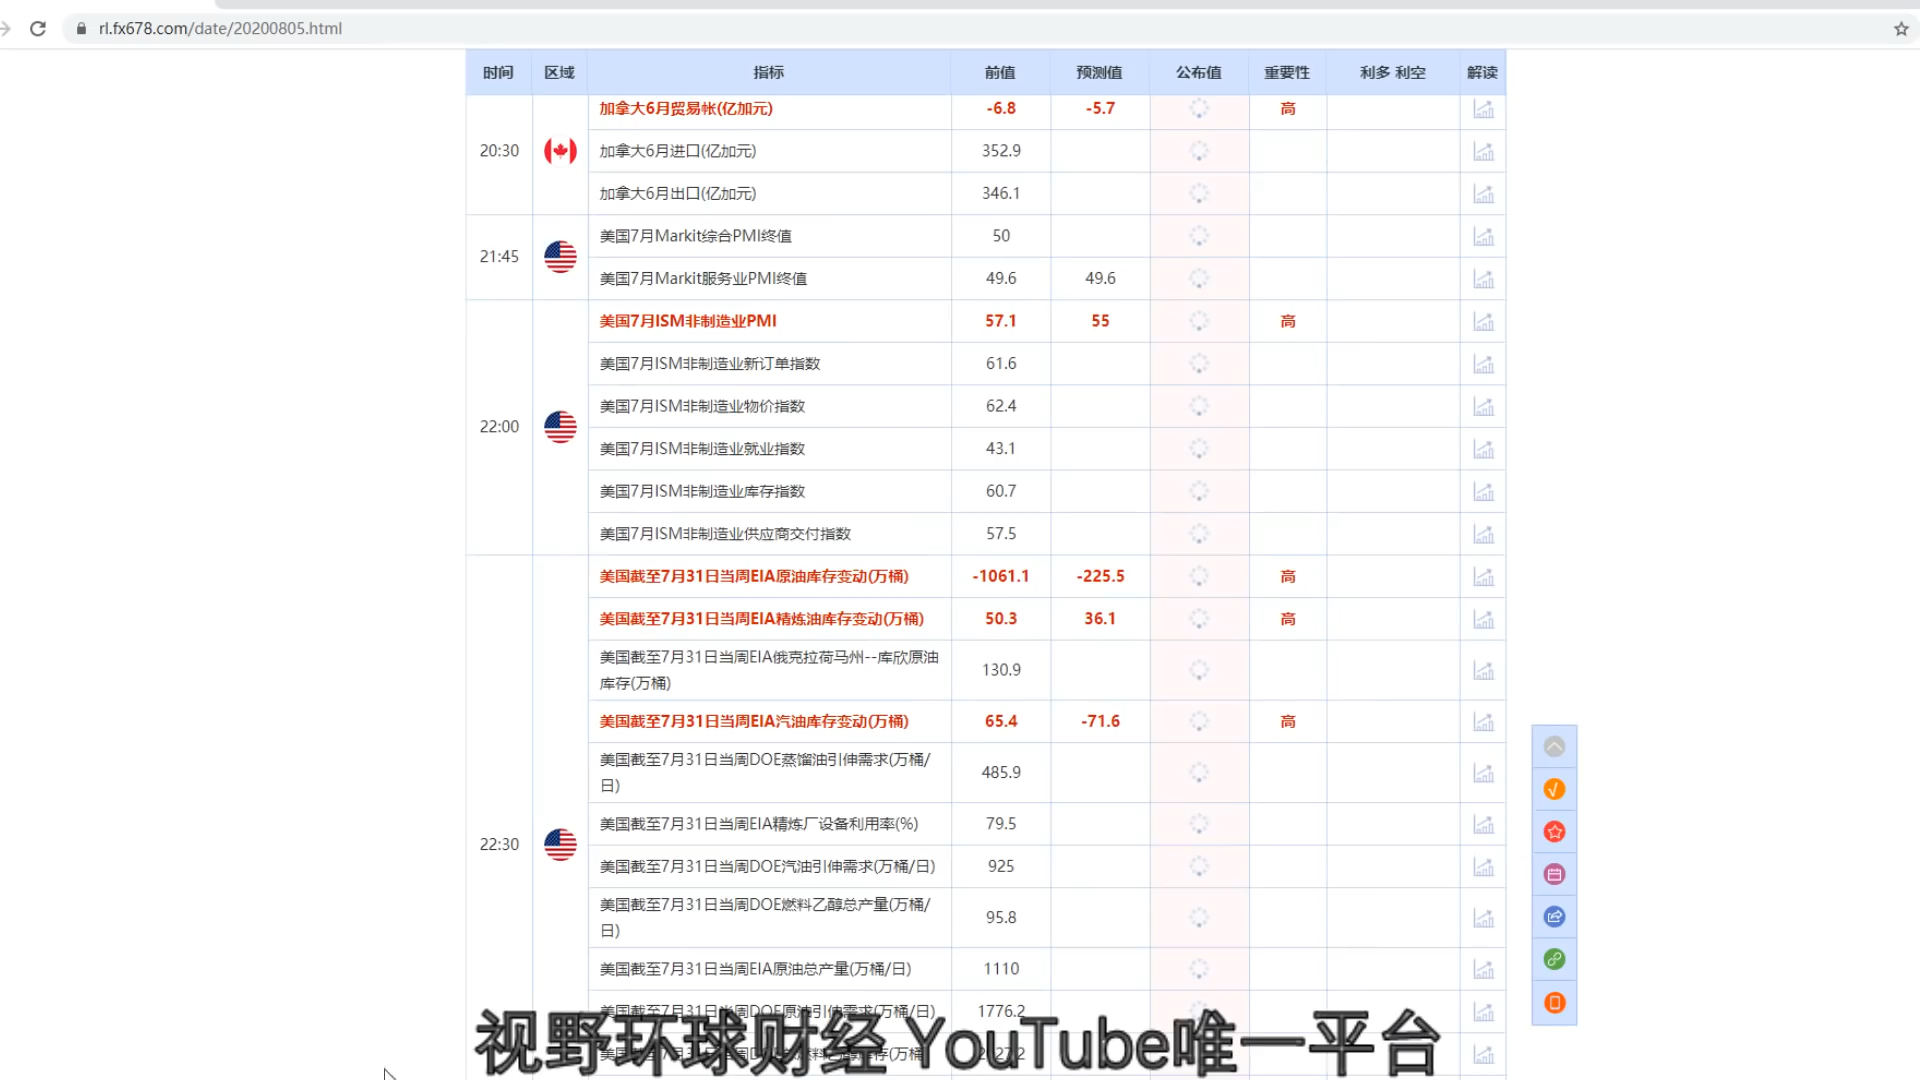 rl.fx678.com/date/20200805.html
时间 区域 指标 前值 预测值 公布值 重要性 利多 利空 解读
加拿大6月贸易帐(亿加元) -6.8 -5.7 高
20:30 加拿大6月进口(亿加元) 352.9
加拿大6月出口(亿加元) 346.1
美国7月Markit综合PMI终值 50
21:45
美国7月Markit服务业PMI终值 49.6 49.6
美国7月ISM非制造业PMI 57.1 55 高
美国7月ISM非制造业新订单指数 61.6
美国7月ISM非制造业物价指数 62.4
22:00
美国7月ISM非制造业就业指数 43.1
美国7月ISM非制造业库存指数 60.7
美国7月ISM非制造业供应商交付指数 57.5
美国截至7月31日当周EIA原油库存变动(万桶) -1061.1 -225.5 高
美国截至7月31日当周EIA精炼油库存变动(万桶) 50.3 36.1 高
美国截至7月31日当周EIA俄克拉荷马州--库欣原油
库存(万桶) 130.9
美国截至7月31日当周EIA汽油库存变动(万桶) 65.4 -71.6 高
美国截至7月31日当周DOE蒸馏油引伸需求(万桶/
日) 485.9
美国截至7月31日当周EIA精炼厂设备利用率(%) 79.5
22:30
美国截至7月31日当周DOE汽油引伸需求(万桶/日) 925
美国截至7月31日当周DOE燃料乙醇总产量(万桶/
日) 95.8
美国截至7月31日当周EIA原油总产量(万桶/日) 1110
美国截至7月31日当周DOE原油引伸需求(万桶/日) 1776.2
视野环球财经 YouTube唯一平台